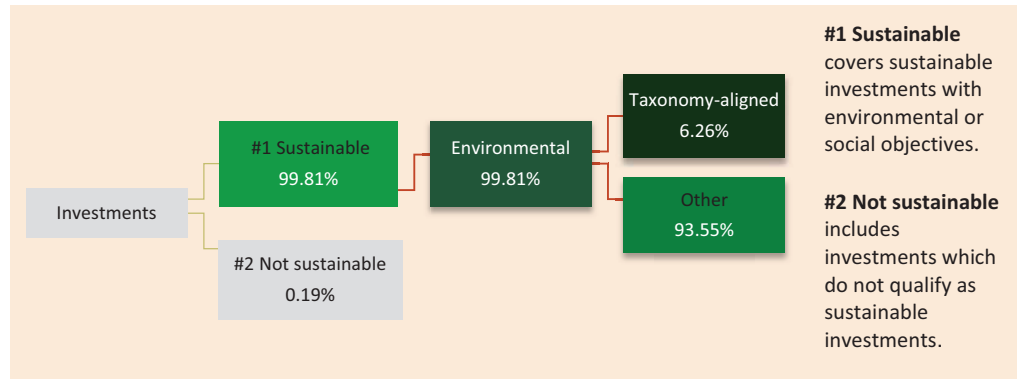 Investments
#1 Sustainable
99.81%
#2 Not sustainable
0.19%
Environmental
99.81%
Taxonomy-aligned
6.26%
Other
93.55%
#1 Sustainable
covers sustainable
investments with
environmental or
social objectives.
#2 Not sustainable
includes
investments which
do not qualify as
sustainable
investments.